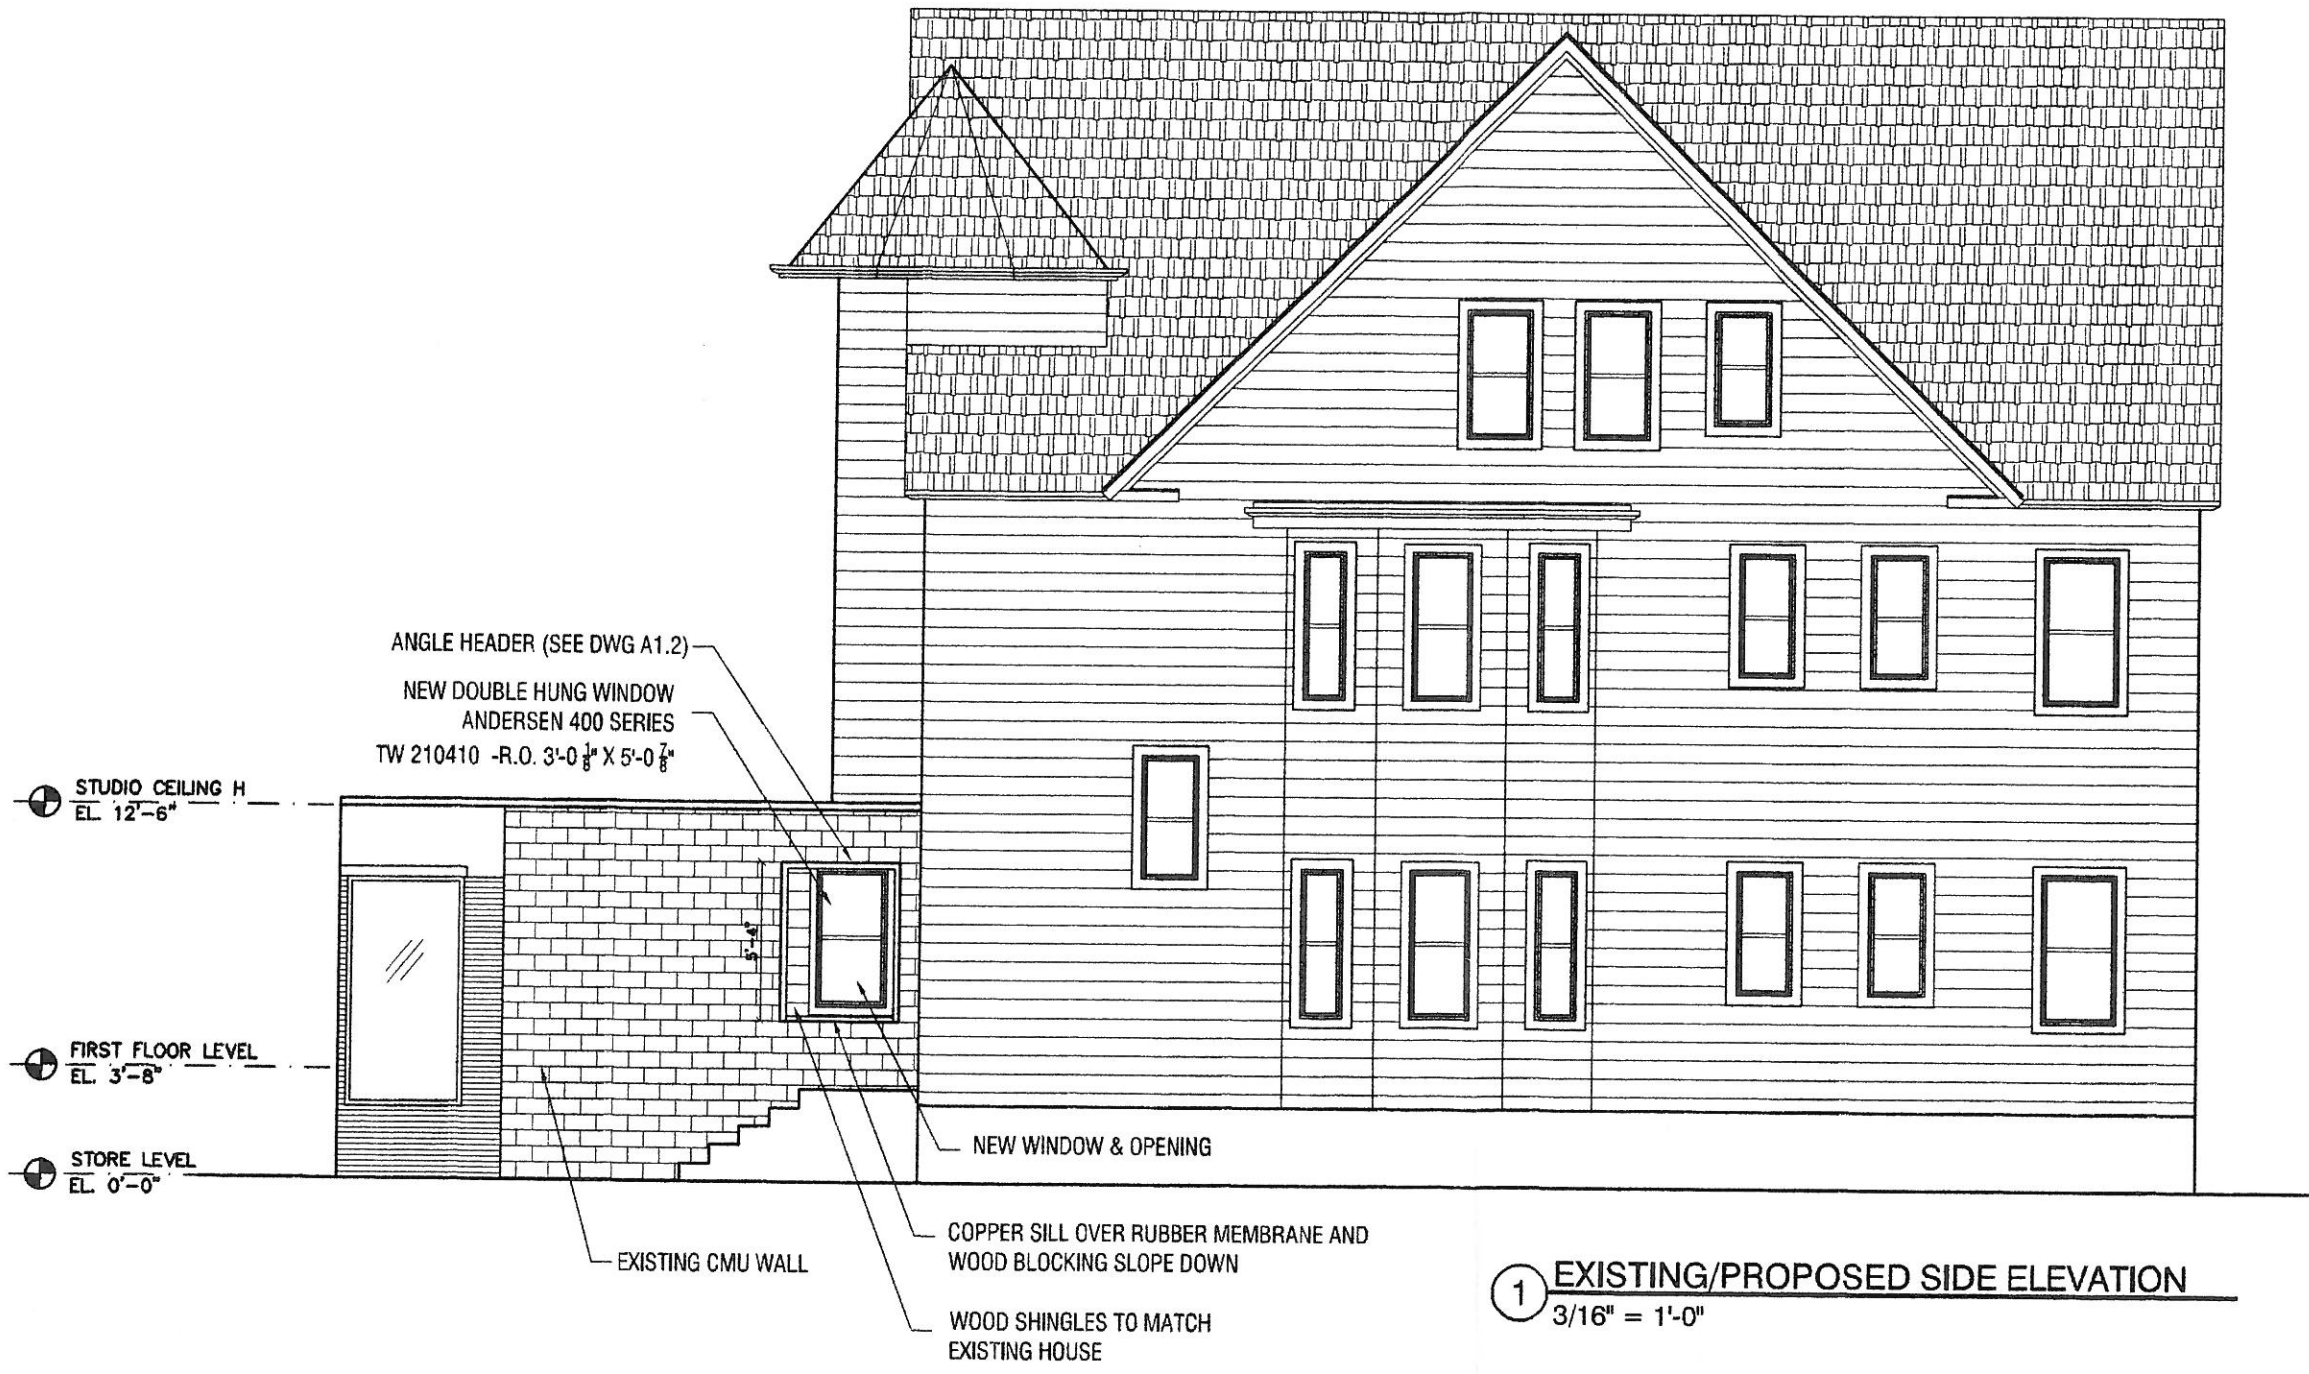 ANGLE HEADER (SEE DWG A1.2)
NEW DOUBLE HUNG WINDOW
ANDERSEN 400 SERIES
TW 210410 -R.O. 3'-0 1/8" X 5'-0 7/8"
STUDIO CEILING H
EL. 12'-6"
5'-4"
FIRST FLOOR LEVEL
EL. 3'-8"
NEW WINDOW & OPENING
STORE LEVEL
EL. 0'-0"
COPPER SILL OVER RUBBER MEMBRANE AND
WOOD BLOCKING SLOPE DOWN
EXISTING CMU WALL
WOOD SHINGLES TO MATCH
EXISTING HOUSE
1 EXISTING/PROPOSED SIDE ELEVATION
3/16" = 1'-0"